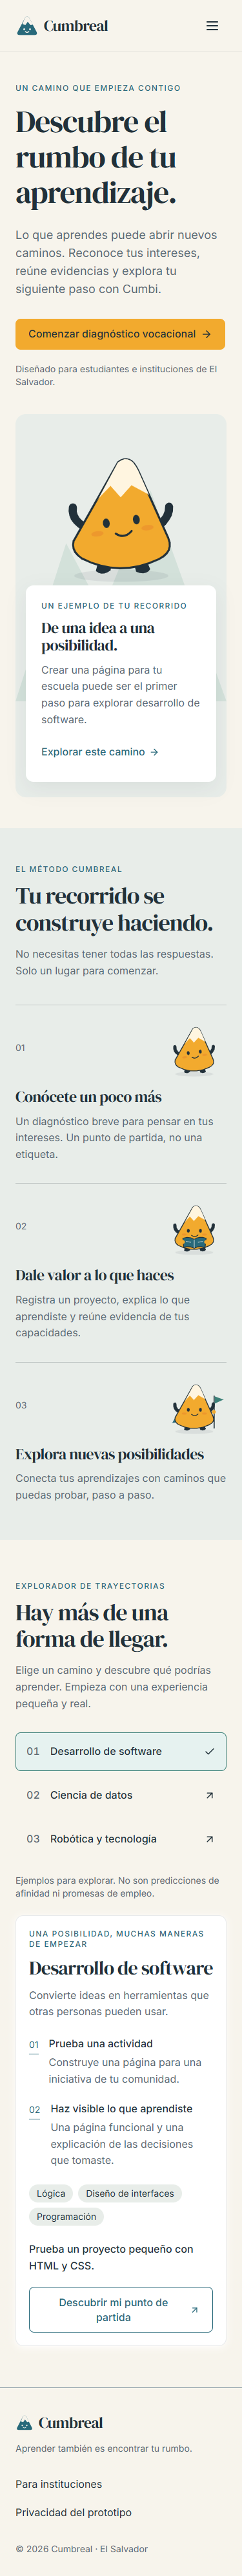 Cumbreal
UN CAMINO QUE EMPIEZA CONTIGO
Descubre el
rumbo de tu
aprendizaje.
Lo que aprendes puede abrir nuevos
caminos. Reconoce tus intereses,
reúne evidencias y explora tu
siguiente paso con Cumbi.
Comenzar diagnóstico vocacional →
Diseñado para estudiantes e instituciones de El
Salvador.
UN EJEMPLO DE TU RECORRIDO
De una idea a una
posibilidad.
Crear una página para tu
escuela puede ser el primer
paso para explorar desarrollo de
software.
Explorar este camino →
EL MÉTODO CUMBREAL
Tu recorrido se
construye haciendo.
No necesitas tener todas las respuestas.
Solo un lugar para comenzar.
01
Conócete un poco más
Un diagnóstico breve para pensar en tus
intereses. Un punto de partida, no una
etiqueta.
02
Dale valor a lo que haces
Registra un proyecto, explica lo que
aprendiste y reúne evidencia de tus
capacidades.
03
Explora nuevas posibilidades
Conecta tus aprendizajes con caminos que
puedas probar, paso a paso.
EXPLORADOR DE TRAYECTORIAS
Hay más de una
forma de llegar.
Elige un camino y descubre qué podrías
aprender. Empieza con una experiencia
pequeña y real.
01 Desarrollo de software ✓
02 Ciencia de datos ↗
03 Robótica y tecnología ↗
Ejemplos para explorar. No son predicciones de
afinidad ni promesas de empleo.
UNA POSIBILIDAD, MUCHAS MANERAS
DE EMPEZAR
Desarrollo de software
Convierte ideas en herramientas que
otras personas pueden usar.
01 Prueba una actividad
Construye una página para una
iniciativa de tu comunidad.
02 Haz visible lo que aprendiste
Una página funcional y una
explicación de las decisiones
que tomaste.
Lógica Diseño de interfaces
Programación
Prueba un proyecto pequeño con
HTML y CSS.
Descubrir mi punto de
partida ↗
Cumbreal
Aprender también es encontrar tu rumbo.
Para instituciones
Privacidad del prototipo
© 2026 Cumbreal · El Salvador